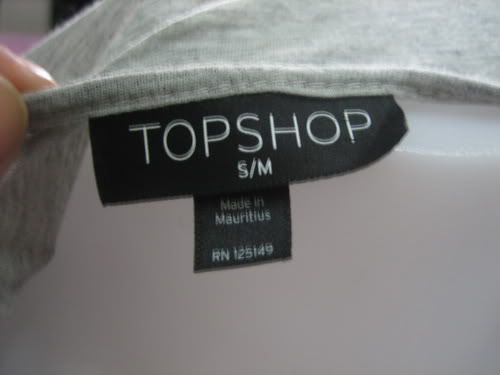 TOPSHOP
S/M
Made in
Mauritius
RN 125149